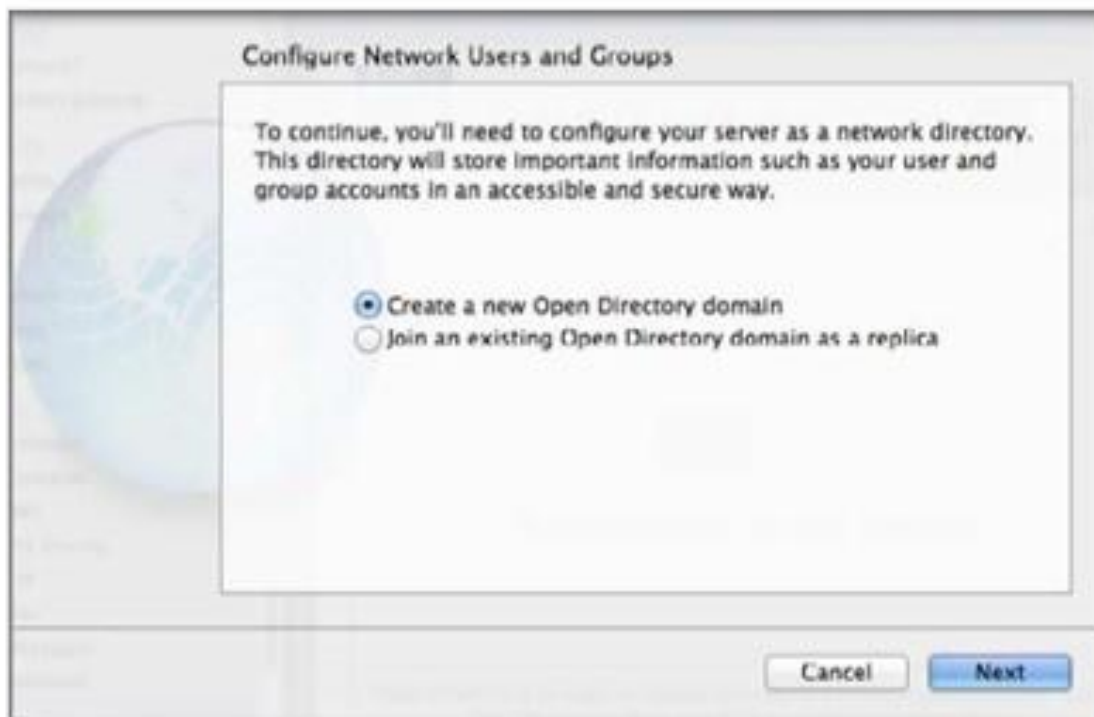 Configure Network Users and Groups
To continue, you'll need to configure your server as a network directory.
This directory will store important information such as your user and
group accounts in an accessible and secure way.
Create a new Open Directory domain
Join an existing Open Directory domain as a replica
Cancel
Next